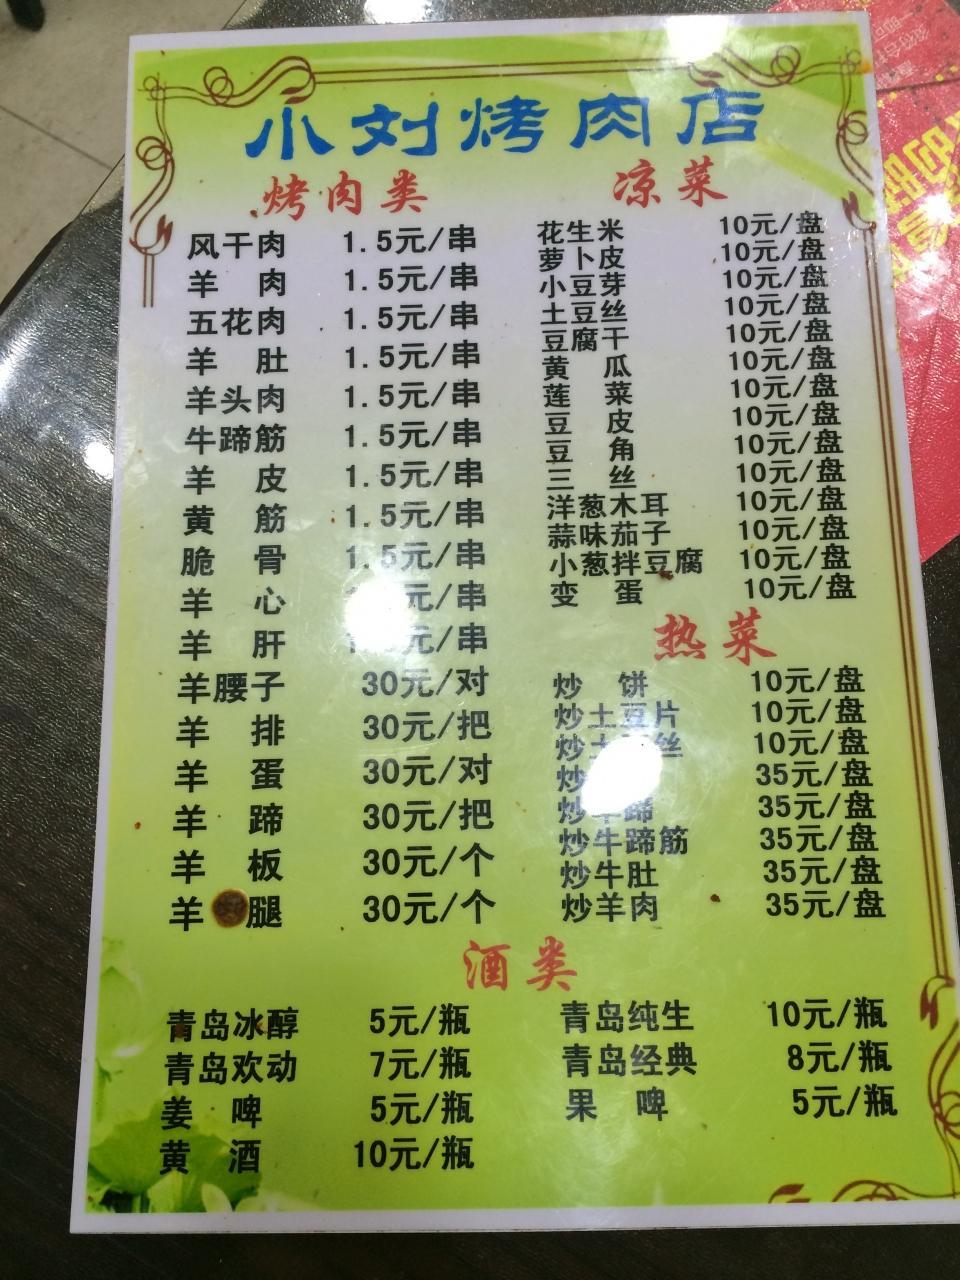 小刘烤肉店
烤肉类
风干肉 1.5元/串
羊肉 1.5元/串
五花肉 1.5元/串
羊肚 1.5元/串
羊头肉 1.5元/串
牛蹄筋 1.5元/串
羊皮 1.5元/串
黄筋 1.5元/串
脆骨 1.5元/串
羊心 元/串
羊肝 元/串
羊腰子 30元/对
羊排 30元/把
羊蛋 30元/对
羊蹄 30元/把
羊板 30元/个
羊腿 30元/个
凉菜
花生米 10元/盘
萝卜皮 10元/盘
小豆芽 10元/盘
土豆丝 10元/盘
豆腐干 10元/盘
黄瓜 10元/盘
莲菜 10元/盘
豆皮 10元/盘
豆角 10元/盘
三丝 10元/盘
洋葱木耳 10元/盘
蒜味茄子 10元/盘
小葱拌豆腐 10元/盘
变蛋 10元/盘
热菜
炒饼 10元/盘
炒土豆片 10元/盘
炒土丝 10元/盘
炒 35元/盘
炒蹄 35元/盘
炒牛蹄筋 35元/盘
炒牛肚 35元/盘
炒羊肉 35元/盘
酒类
青岛冰醇 5元/瓶
青岛欢动 7元/瓶
姜啤 5元/瓶
黄酒 10元/瓶
青岛纯生 10元/瓶
青岛经典 8元/瓶
果啤 5元/瓶